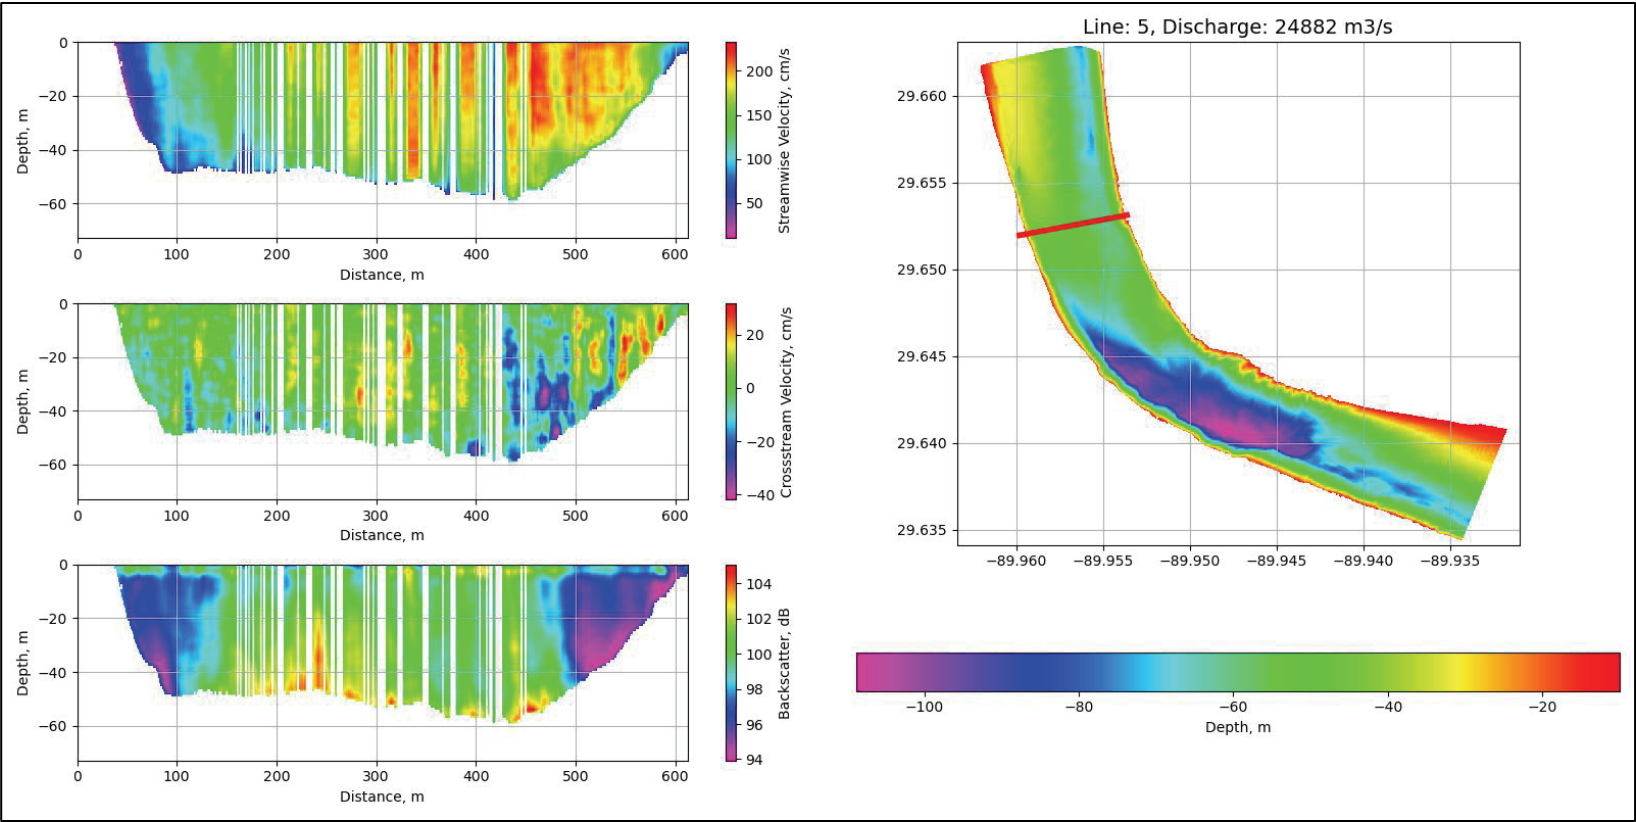 0
−20
−40
−60
Depth, m
0 100 200 300 400 500 600
Distance, m
200
150
100
50
Streamwise Velocity, cm/s
0
−20
−40
−60
Depth, m
0 100 200 300 400 500 600
Distance, m
20
0
−20
−40
Crossstream Velocity, cm/s
0
−20
−40
−60
Depth, m
0 100 200 300 400 500 600
Distance, m
104
102
100
98
96
94
Backscatter, dB
Line: 5, Discharge: 24882 m3/s
29.660
29.655
29.650
29.645
29.640
29.635
−89.960 −89.955 −89.950 −89.945 −89.940 −89.935
−100 −80 −60 −40 −20
Depth, m